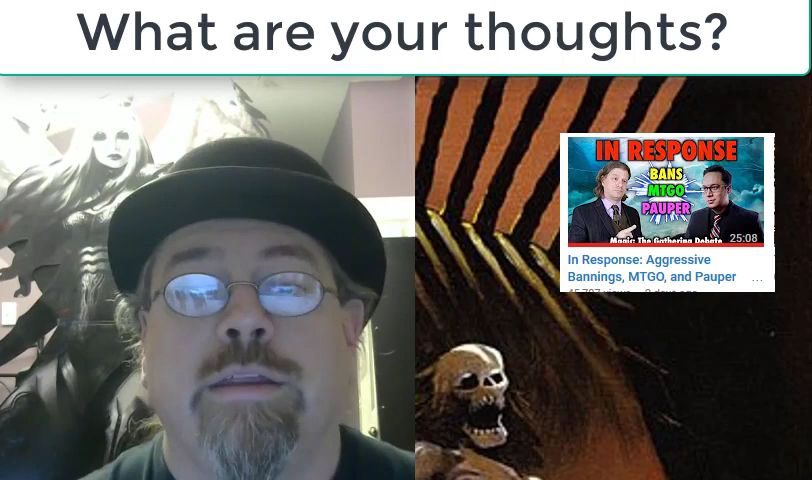 What are your thoughts?
IN RESPONSE
BANS
MTGO
PAUPER
Magic: The Gathering Debate
25:08
In Response: Aggressive
Bannings, MTGO, and Pauper